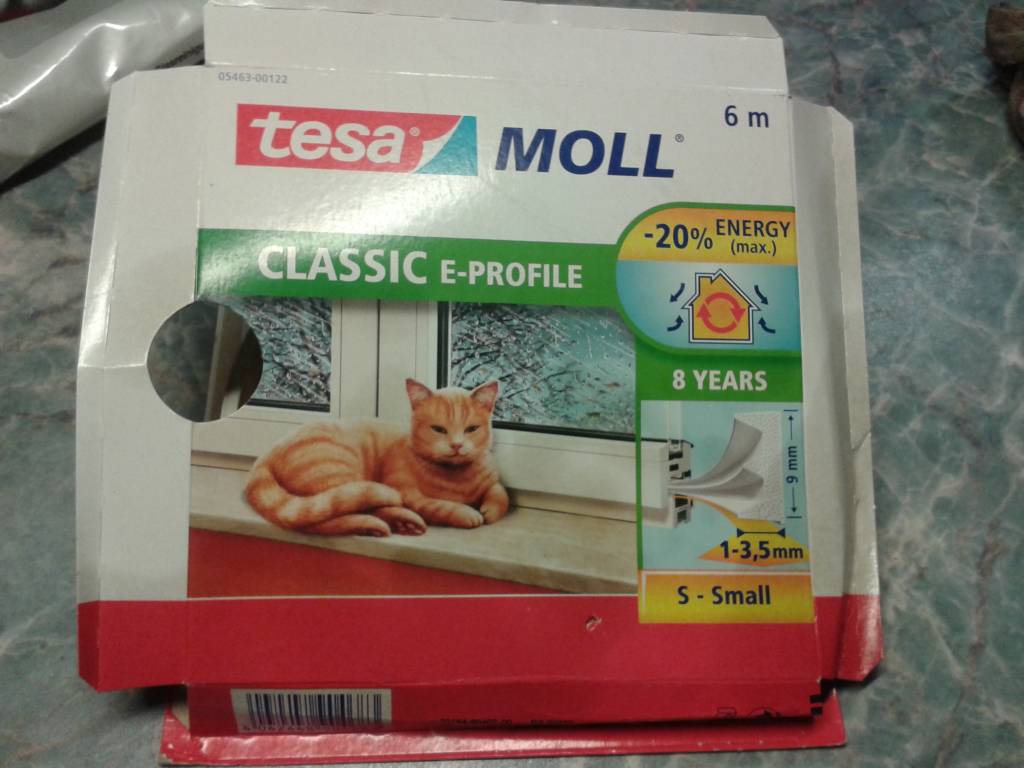 05463-00122
tesa® MOLL®
6 m
CLASSIC E-PROFILE
-20% ENERGY
(max.)
8 YEARS
9 mm
1-3,5mm
S - Small